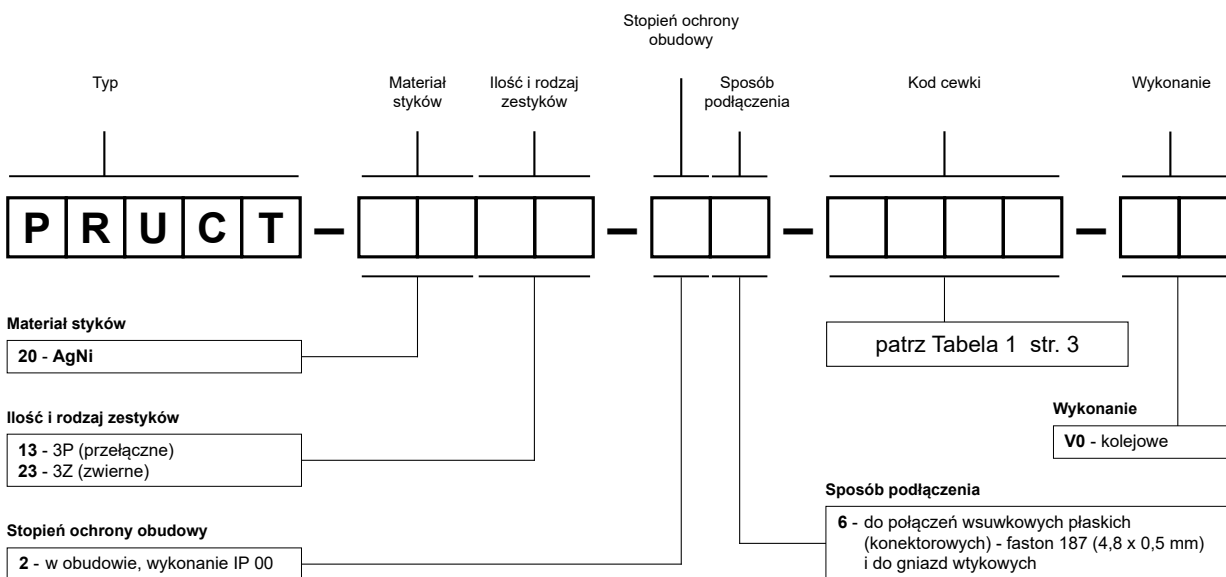 Stopień ochrony
obudowy
Typ
Materiał
styków
Ilość i rodzaj
zestyków
Sposób
podłączenia
Kod cewki
Wykonanie
P R U C T – – – –
Materiał styków
20 - AgNi
patrz Tabela 1 str. 3
Ilość i rodzaj zestyków
13 - 3P (przełączne)
23 - 3Z (zwierne)
Wykonanie
V0 - kolejowe
Stopień ochrony obudowy
2 - w obudowie, wykonanie IP 00
Sposób podłączenia
6 - do połączeń wsuwkowych płaskich
(konektorowych) - faston 187 (4,8 x 0,5 mm)
i do gniazd wtykowych